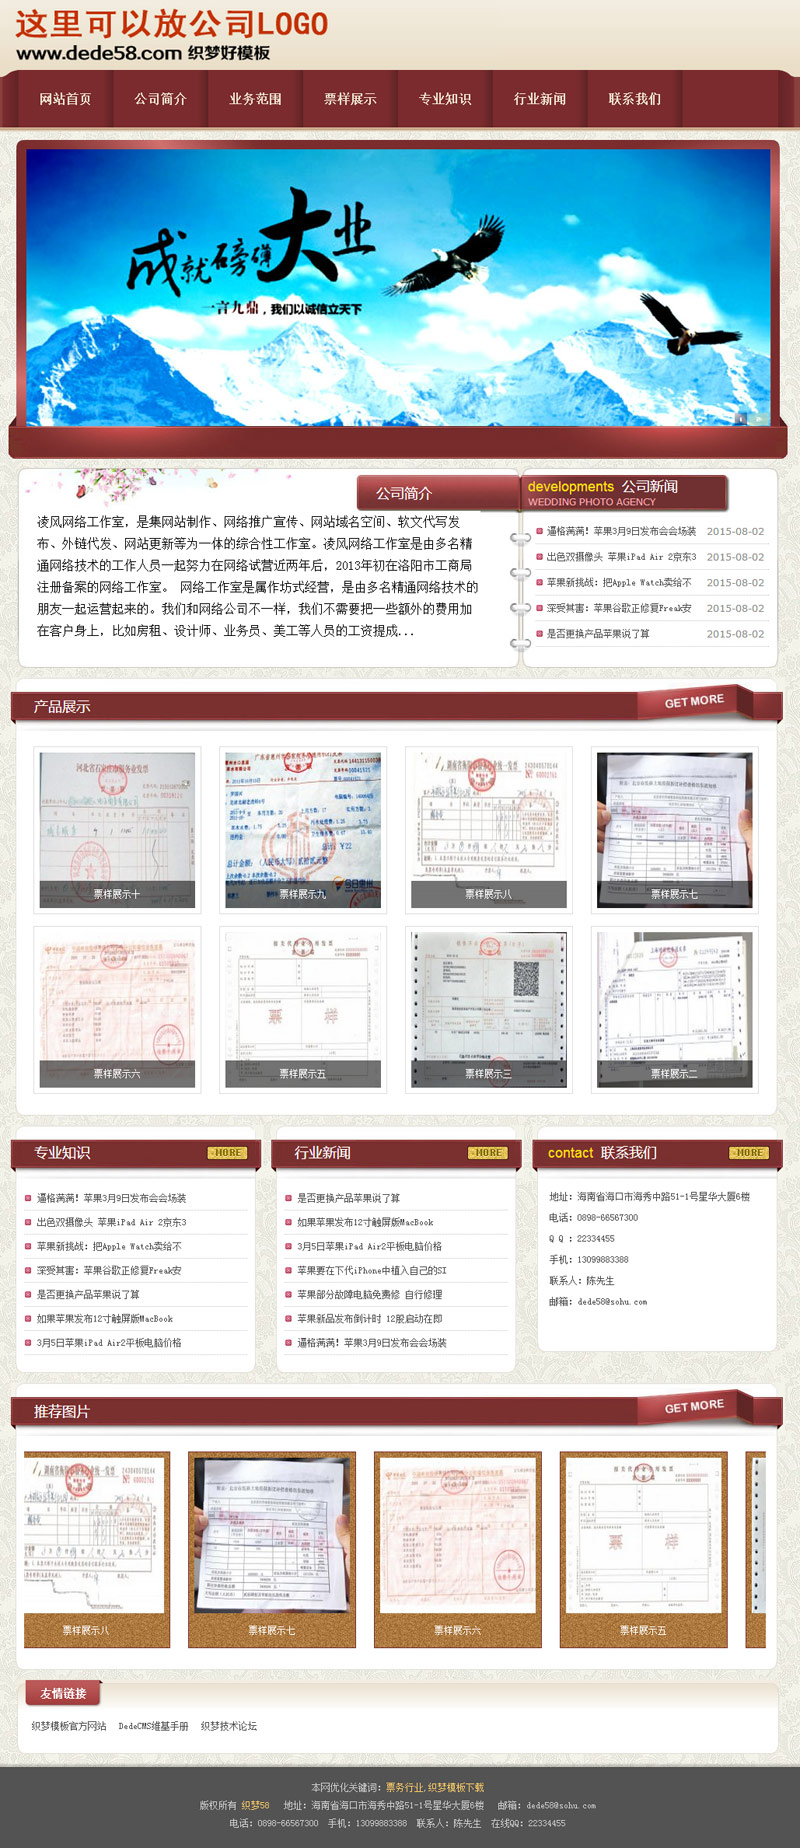 这里可以放公司LOGO
www.dede58.com 织梦好模板
网站首页 公司简介 业务范围 票样展示 专业知识 行业新闻 联系我们
成就磅礴大业
一言九鼎，我们以诚信立天下
公司简介
developments 公司新闻
WEDDING PHOTO AGENCY
凌风网络工作室，是集网站制作、网络推广宣传、网站域名空间、软文代写发
布、外链代发、网站更新等为一体的综合性工作室。凌风网络工作室是由多名精
通网络技术的工作人员一起努力在网络试营近两年后，2013年初在洛阳市工商局
注册备案的网络工作室。 网络工作室是属作坊式经营，是由多名精通网络技术的
朋友一起运营起来的。我们和网络公司不一样，我们不需要把一些额外的费用加
在客户身上，比如房租、设计师、业务员、美工等人员的工资提成...
逼格满满！苹果3月9日发布会会场装 2015-08-02
出色双摄像头 苹果iPad Air 2京东3 2015-08-02
苹果新挑战：把Apple Watch卖给不 2015-08-02
深受其害：苹果谷歌正修复Freak安 2015-08-02
是否更换产品苹果说了算 2015-08-02
产品展示
GET MORE
河北省石家庄市服务业发票
票样展示十
票样展示九
票样展示八
票样展示七
票样展示六
票样展示五
票样展示三
票样展示二
专业知识 MORE
逼格满满！苹果3月9日发布会会场装
出色双摄像头 苹果iPad Air 2京东3
苹果新挑战：把Apple Watch卖给不
深受其害：苹果谷歌正修复Freak安
是否更换产品苹果说了算
如果苹果发布12寸触屏版MacBook
3月5日苹果iPad Air2平板电脑价格
行业新闻 MORE
是否更换产品苹果说了算
如果苹果发布12寸触屏版MacBook
3月5日苹果iPad Air2平板电脑价格
苹果要在下代iPhone中植入自己的SI
苹果部分故障电脑免费修 自行修理
苹果新品发布倒计时 12股启动在即
逼格满满！苹果3月9日发布会会场装
contact 联系我们 MORE
地址：海南省海口市海秀中路51-1号星华大厦6楼
电话：0898-66567300
Q Q ：22334455
手机：13099883388
联系人：陈先生
邮箱：dede58@sohu.com
推荐图片
GET MORE
票样展示八
票样展示七
票样展示六
票样展示五
友情链接
织梦模板官方网站 DedeCMS维基手册 织梦技术论坛
本网优化关键词：票务行业,织梦模板下载
版权所有 织梦58 地址：海南省海口市海秀中路51-1号星华大厦6楼 邮箱：dede58@sohu.com
电话：0898-66567300 手机：13099883388 联系人：陈先生 在线QQ：22334455